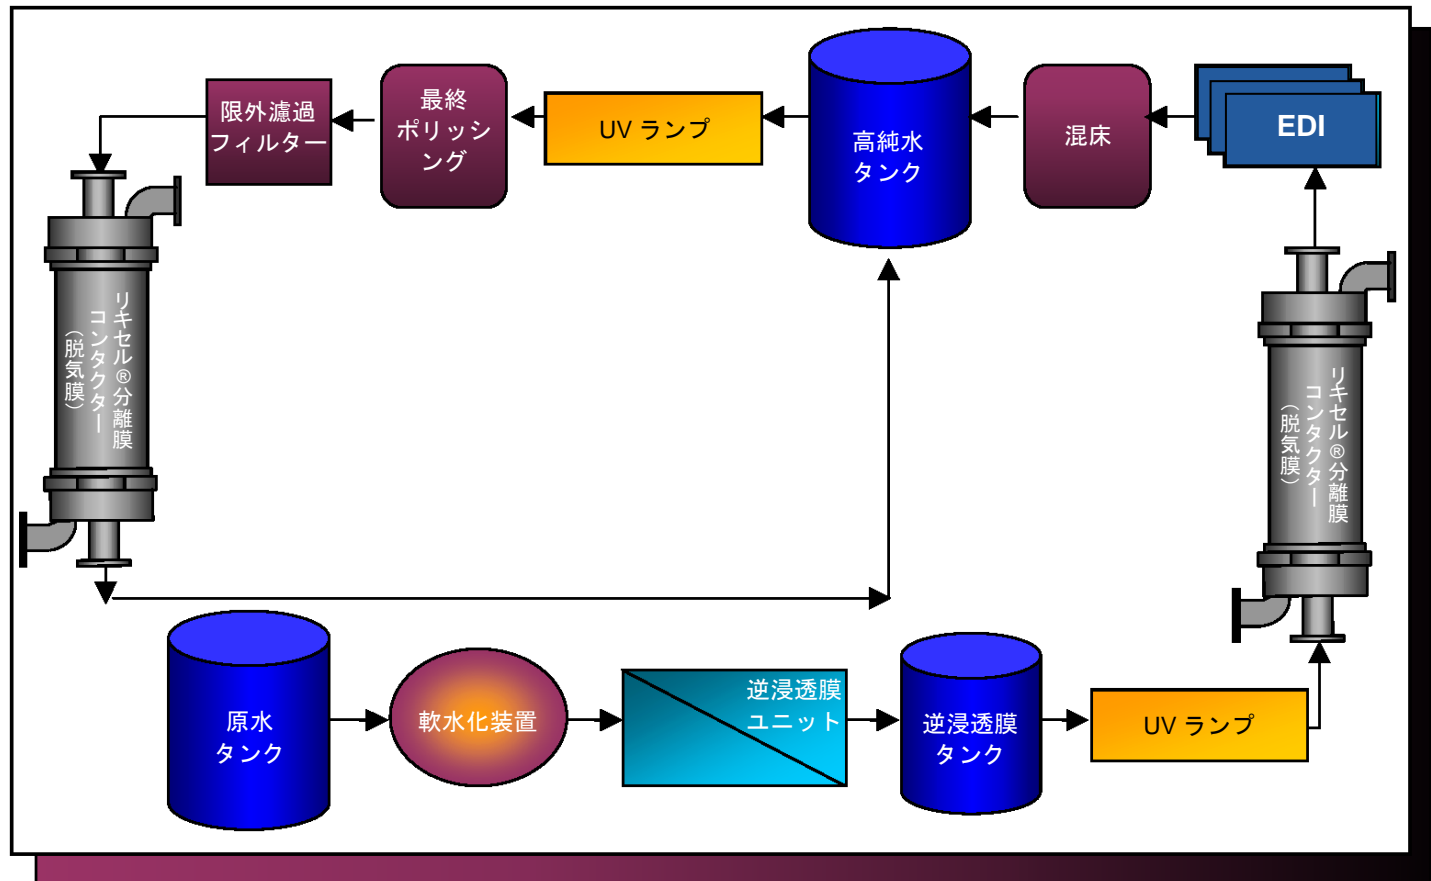 限外濾過
フィルター
最終
ポリッシ
ング
UV ランプ
高純水
タンク
混床
EDI
リキセル®分離膜
コンタクター
（脱気膜）
リキセル®分離膜
コンタクター
（脱気膜）
原水
タンク
軟水化装置
逆浸透膜
ユニット
逆浸透膜
タンク
UV ランプ